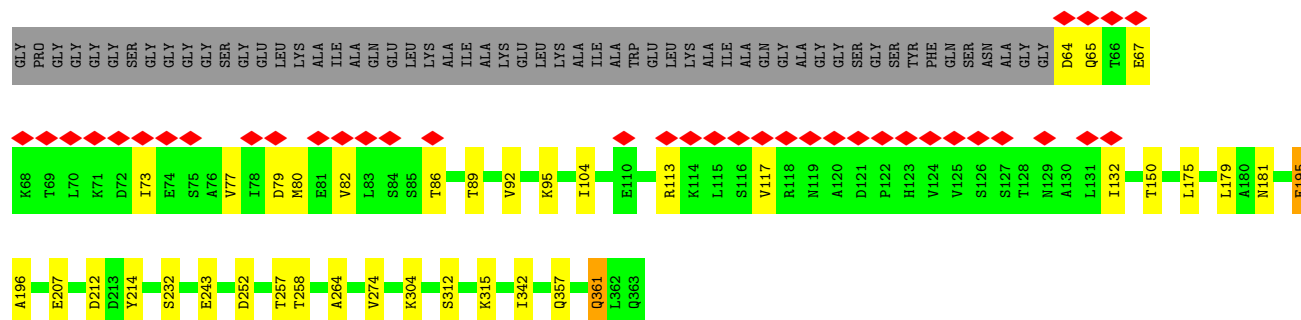 GLY PRO GLY GLY GLY GLY SER GLY GLY GLY GLY SER GLY GLU LEU LYS ALA ILE ALA GLN GLU LEU LYS ALA ILE ALA LYS GLU LEU LYS ALA ILE ALA TRP GLU LEU LYS ALA ILE ALA GLN GLY ALA GLY GLY SER GLY SER TYR PHE GLN SER ASN ALA GLY GLY D64 Q65 T66 E67
K68 T69 L70 K71 D72 I73 E74 S75 A76 V77 I78 D79 M80 E81 V82 L83 S84 S85 T86 T89 V92 K95 I104 E110 R113 K114 L115 S116 V117 R118 N119 A120 D121 P122 H123 V124 V125 S126 S127 T128 N129 A130 L131 I132 T150 L175 L179 A180 N181
A196 E207 D212 D213 Y214 S232 E243 D252 T257 T258 A264 V274 K304 S312 K315 I342 Q357 Q361 L362 Q363